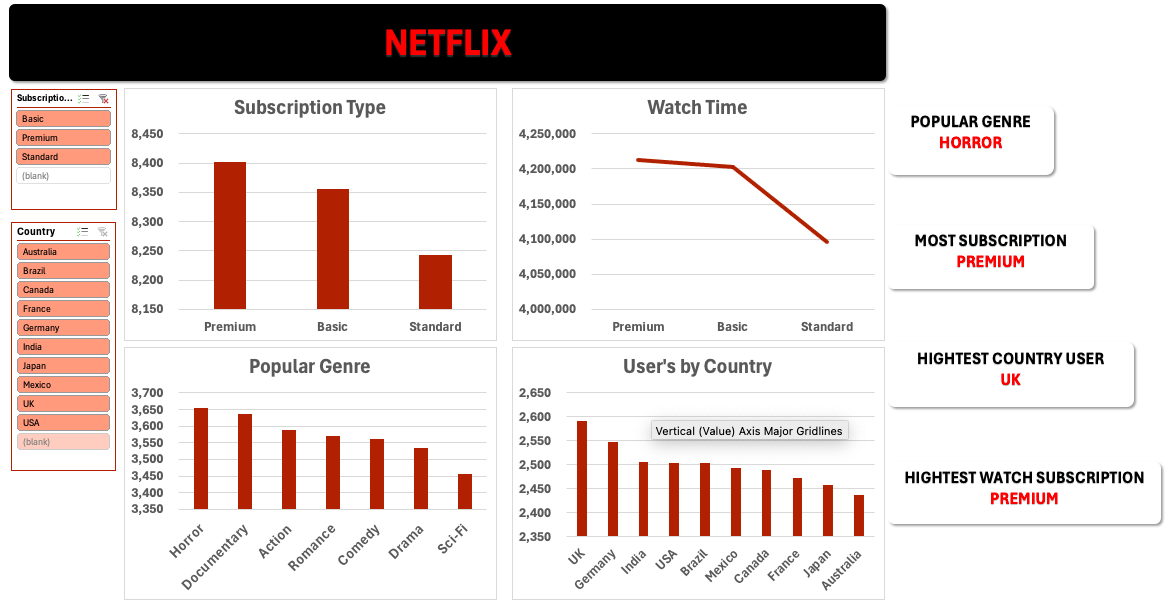 NETFLIX
Subscriptio...
Basic
Premium
Standard
(blank)
Country
Australia
Brazil
Canada
France
Germany
India
Japan
Mexico
UK
USA
(blank)
Subscription Type
8,450
8,400
8,350
8,300
8,250
8,200
8,150
Premium Basic Standard
Watch Time
4,250,000
4,200,000
4,150,000
4,100,000
4,050,000
4,000,000
Premium Basic Standard
Popular Genre
3,700
3,650
3,600
3,550
3,500
3,450
3,400
3,350
Horror Documentary Action Romance Comedy Drama Sci-Fi
User's by Country
2,650
2,600
2,550
2,500
2,450
2,400
2,350
Vertical (Value) Axis Major Gridlines
UK Germany India USA Brazil Mexico Canada France Japan Australia
POPULAR GENRE
HORROR
MOST SUBSCRIPTION
PREMIUM
HIGHTEST COUNTRY USER
UK
HIGHTEST WATCH SUBSCRIPTION
PREMIUM